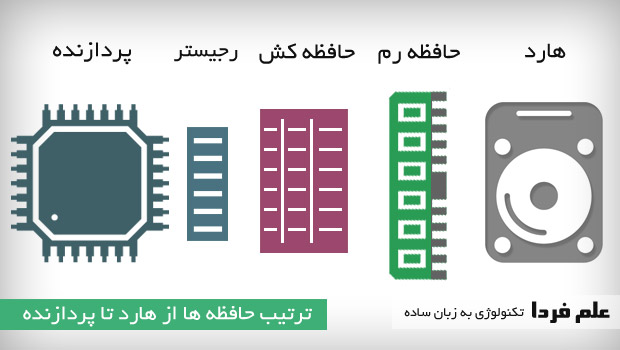 هارد
حافظه رم
حافظه کش
رجیستر
پردازنده
علم فردا تکنولوژی به زبان ساده
ترتیب حافظه ها از هارد تا پردازنده